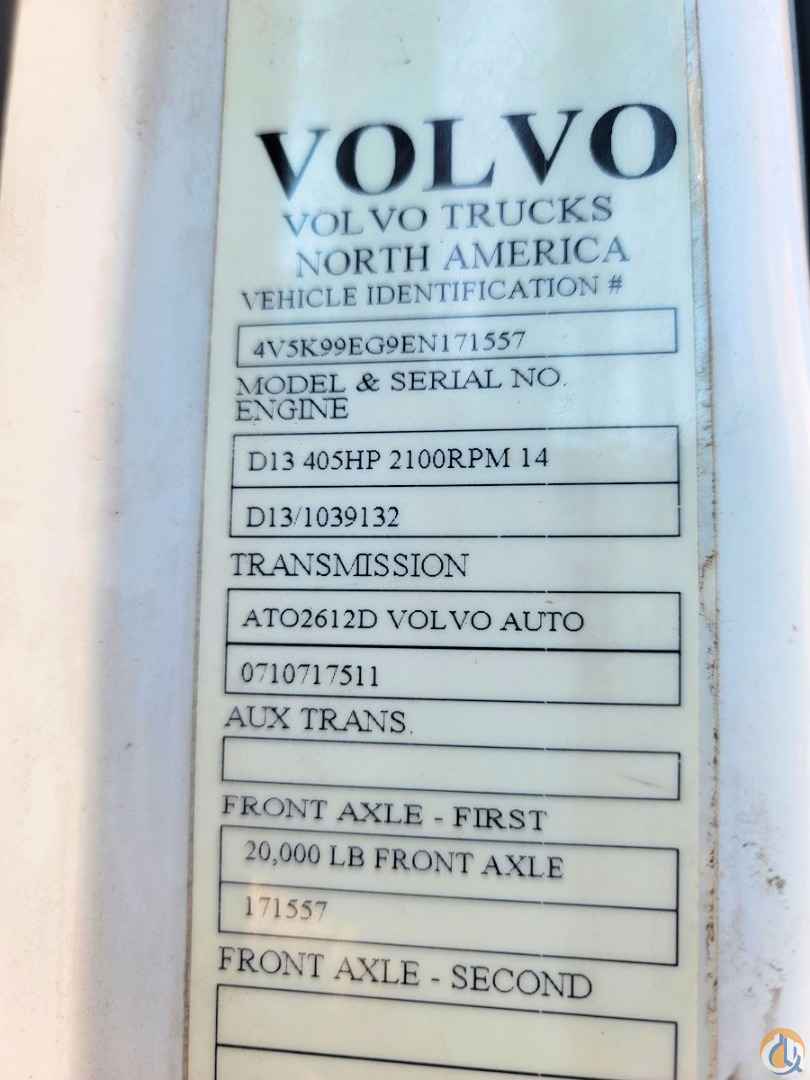 VOLVO
VOLVO TRUCKS
NORTH AMERICA
VEHICLE IDENTIFICATION #
4V5K99EG9EN171557
MODEL & SERIAL NO.
ENGINE
D13 405HP 2100RPM 14
D13/1039132
TRANSMISSION
ATO2612D VOLVO AUTO
0710717511
AUX TRANS.
FRONT AXLE - FIRST
20,000 LB FRONT AXLE
171557
FRONT AXLE - SECOND